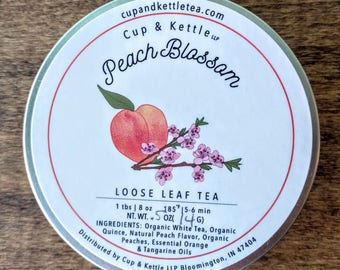 cupandkettletea.com
Cup & Kettle LLP
Peach Blossom
LOOSE LEAF TEA
1 tbs | 8 oz 185° | 5-6 min
NT. WT. .5 OZ( 14 G)
INGREDIENTS: Organic White Tea, Organic
Quince, Natural Peach Flavor, Organic
Peaches, Essential Orange
& Tangarine Oils
Distributed by Cup & Kettle LLP Bloomington, IN 47404